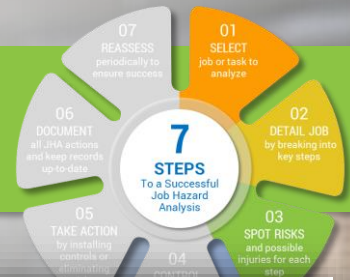 01
SELECT
job or task to
analyze
02
DETAIL JOB
by breaking into
key steps
03
SPOT RISKS
and possible
injuries for each
step
04
CONTROL
05
TAKE ACTION
by installing
controls or
eliminating
06
DOCUMENT
all JHA actions
and keep records
up-to-date
07
REASSESS
periodically to
ensure success
7
STEPS
To a Successful
Job Hazard
Analysis